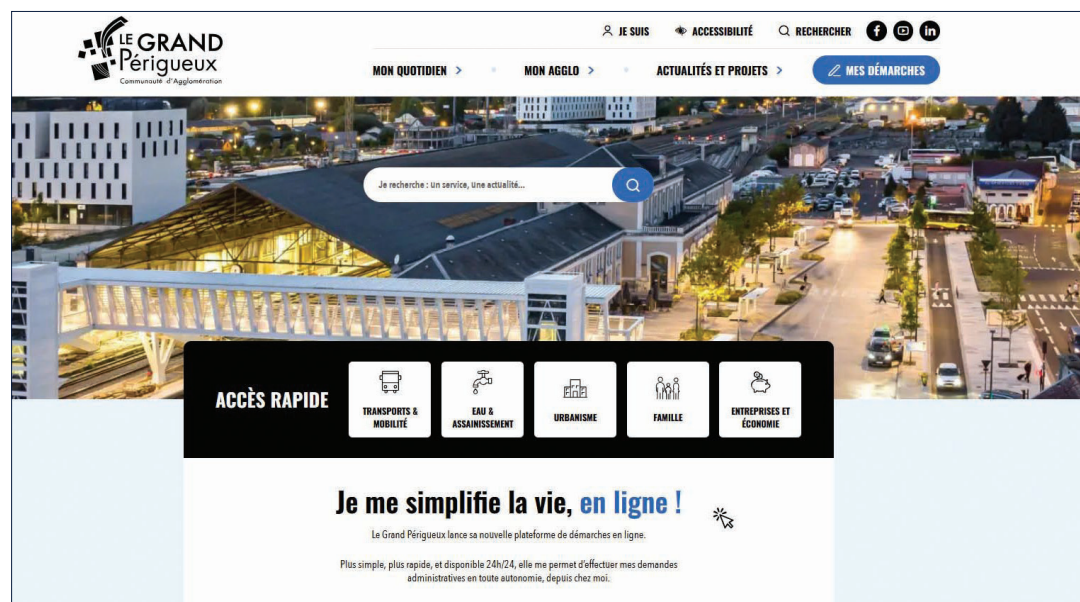 LE GRAND
Périgueux
Communauté d'Agglomération
JE SUIS
ACCESSIBILITÉ
RECHERCHER
MON QUOTIDIEN >
MON AGGLO >
ACTUALITÉS ET PROJETS >
MES DÉMARCHES
Je recherche : un service, une actualité...
ACCÈS RAPIDE
TRANSPORTS &
MOBILITÉ
EAU &
ASSAINISSEMENT
URBANISME
FAMILLE
ENTREPRISES ET
ÉCONOMIE
Je me simplifie la vie, en ligne !
Le Grand Périgueux lance sa nouvelle plateforme de démarches en ligne.
Plus simple, plus rapide, et disponible 24h/24, elle me permet d'effectuer mes demandes
administratives en toute autonomie, depuis chez moi.